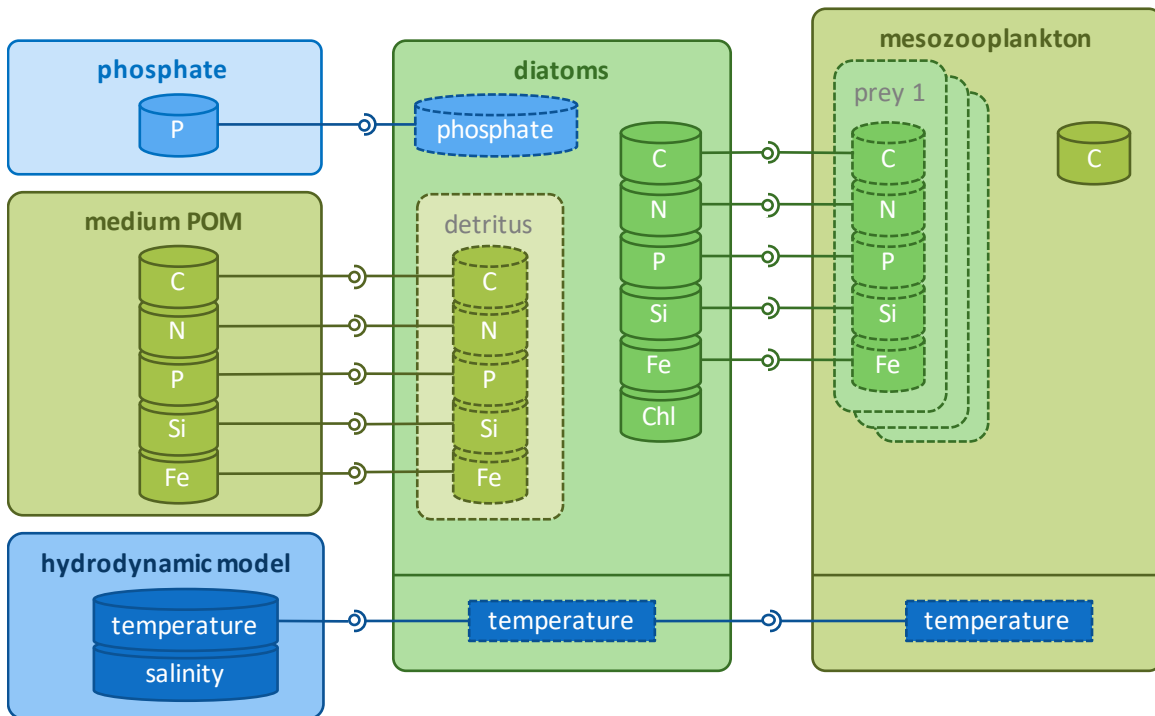 phosphate
P
medium POM
C
N
P
Si
Fe
hydrodynamic model
temperature
salinity
diatoms
phosphate
detritus
C
N
P
Si
Fe
C
N
P
Si
Fe
Chl
temperature
mesozooplankton
prey 1
C
N
P
Si
Fe
C
temperature